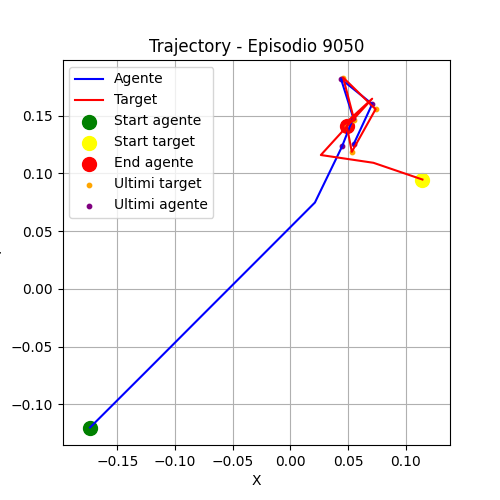 Trajectory - Episodio 9050
Agente
Target
Start agente
Start target
End agente
Ultimi target
Ultimi agente
0.15
0.10
0.05
0.00
−0.05
−0.10
−0.15
−0.10
−0.05
0.00
0.05
0.10
X